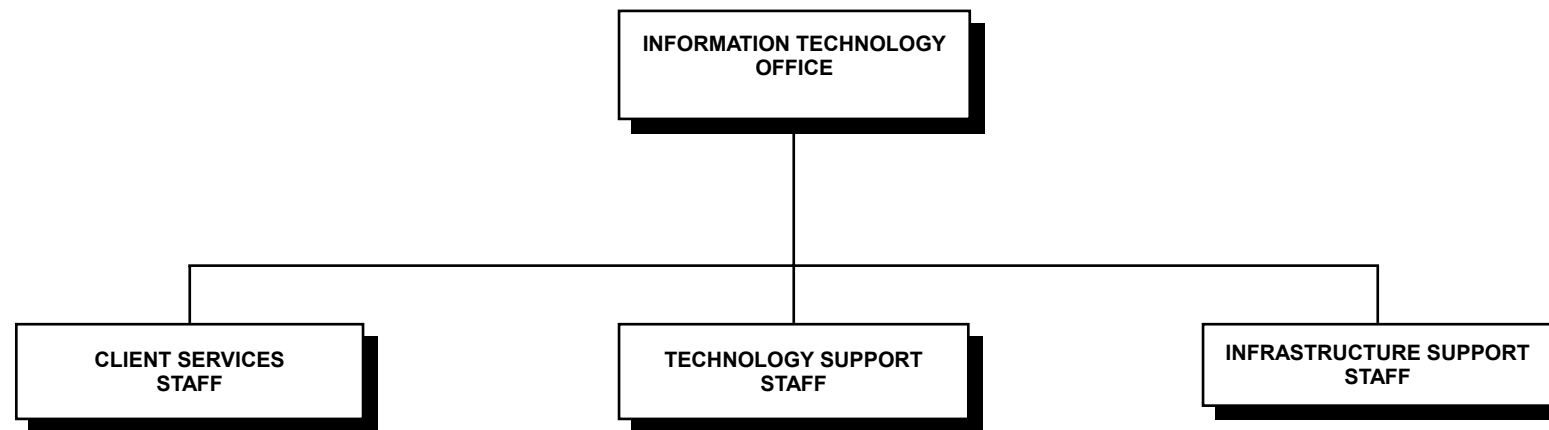 INFORMATION TECHNOLOGY
OFFICE
CLIENT SERVICES
STAFF
TECHNOLOGY SUPPORT
STAFF
INFRASTRUCTURE SUPPORT
STAFF